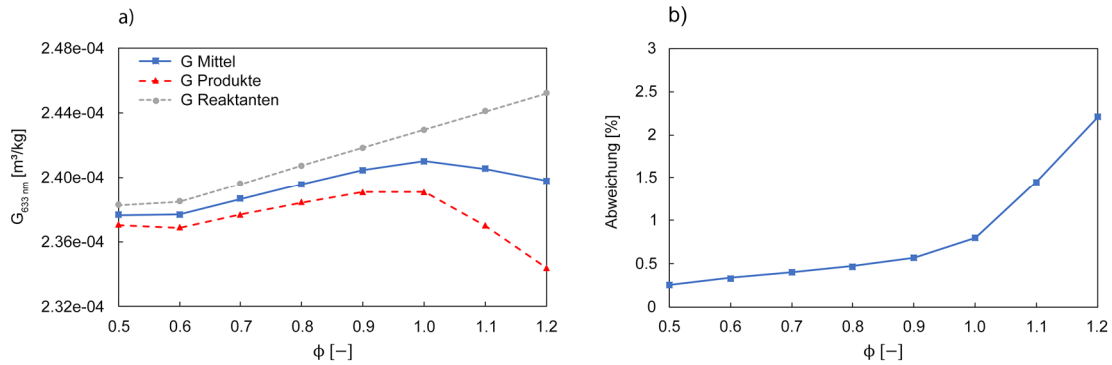 a)
2.48e-04
2.44e-04
2.40e-04
2.36e-04
2.32e-04
G₆₃₃ ₙₘ [m³/kg]
G Mittel
G Produkte
G Reaktanten
0.5 0.6 0.7 0.8 0.9 1.0 1.1 1.2
ϕ [−]
b)
3
2.5
2
1.5
1
0.5
0
Abweichung [%]
0.5 0.6 0.7 0.8 0.9 1.0 1.1 1.2
ϕ [−]